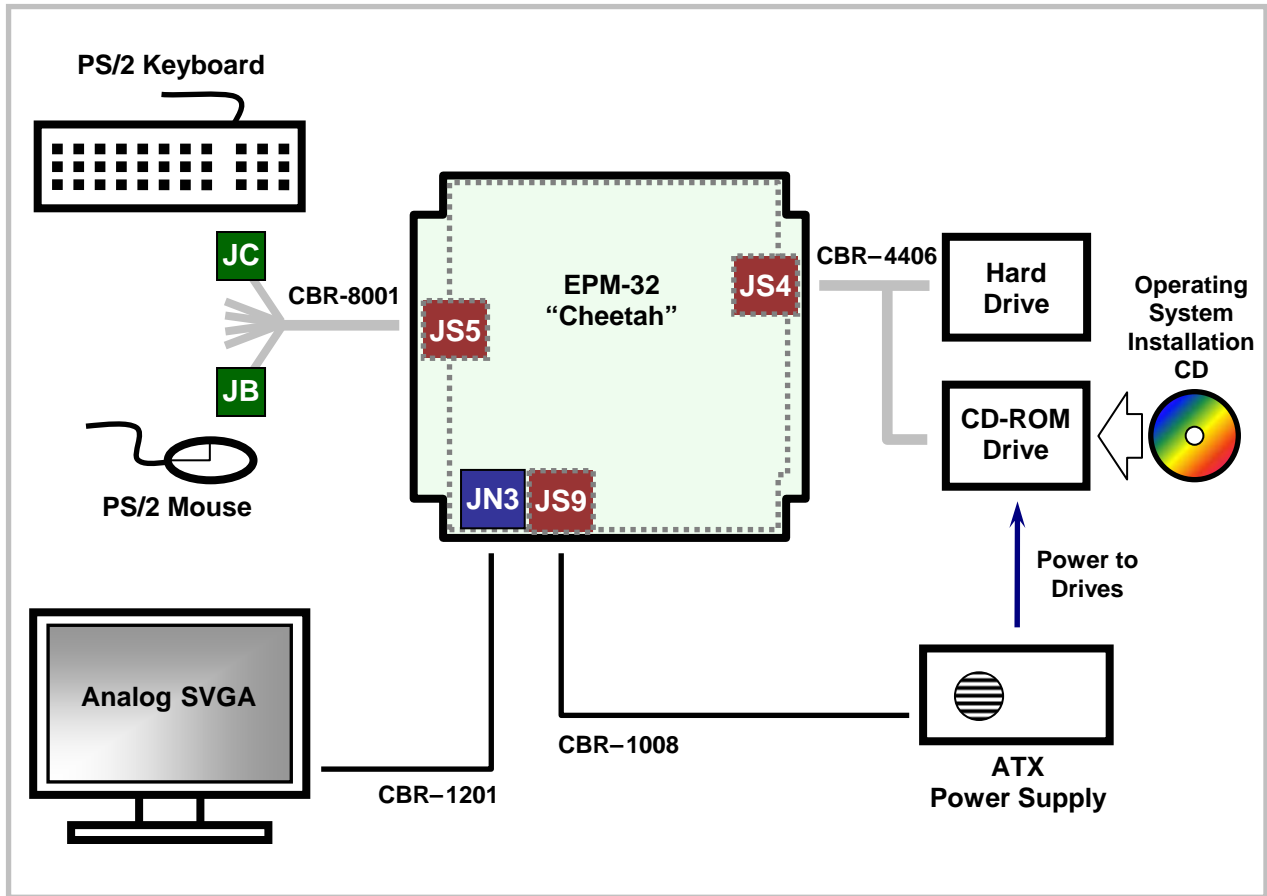 PS/2 Keyboard
JC
CBR-8001
JB
PS/2 Mouse
EPM-32
“Cheetah”
JS5
JS4
JN3
JS9
CBR–4406
Hard
Drive
CD-ROM
Drive
Operating
System
Installation
CD
Power to
Drives
Analog SVGA
CBR–1201
CBR–1008
ATX
Power Supply